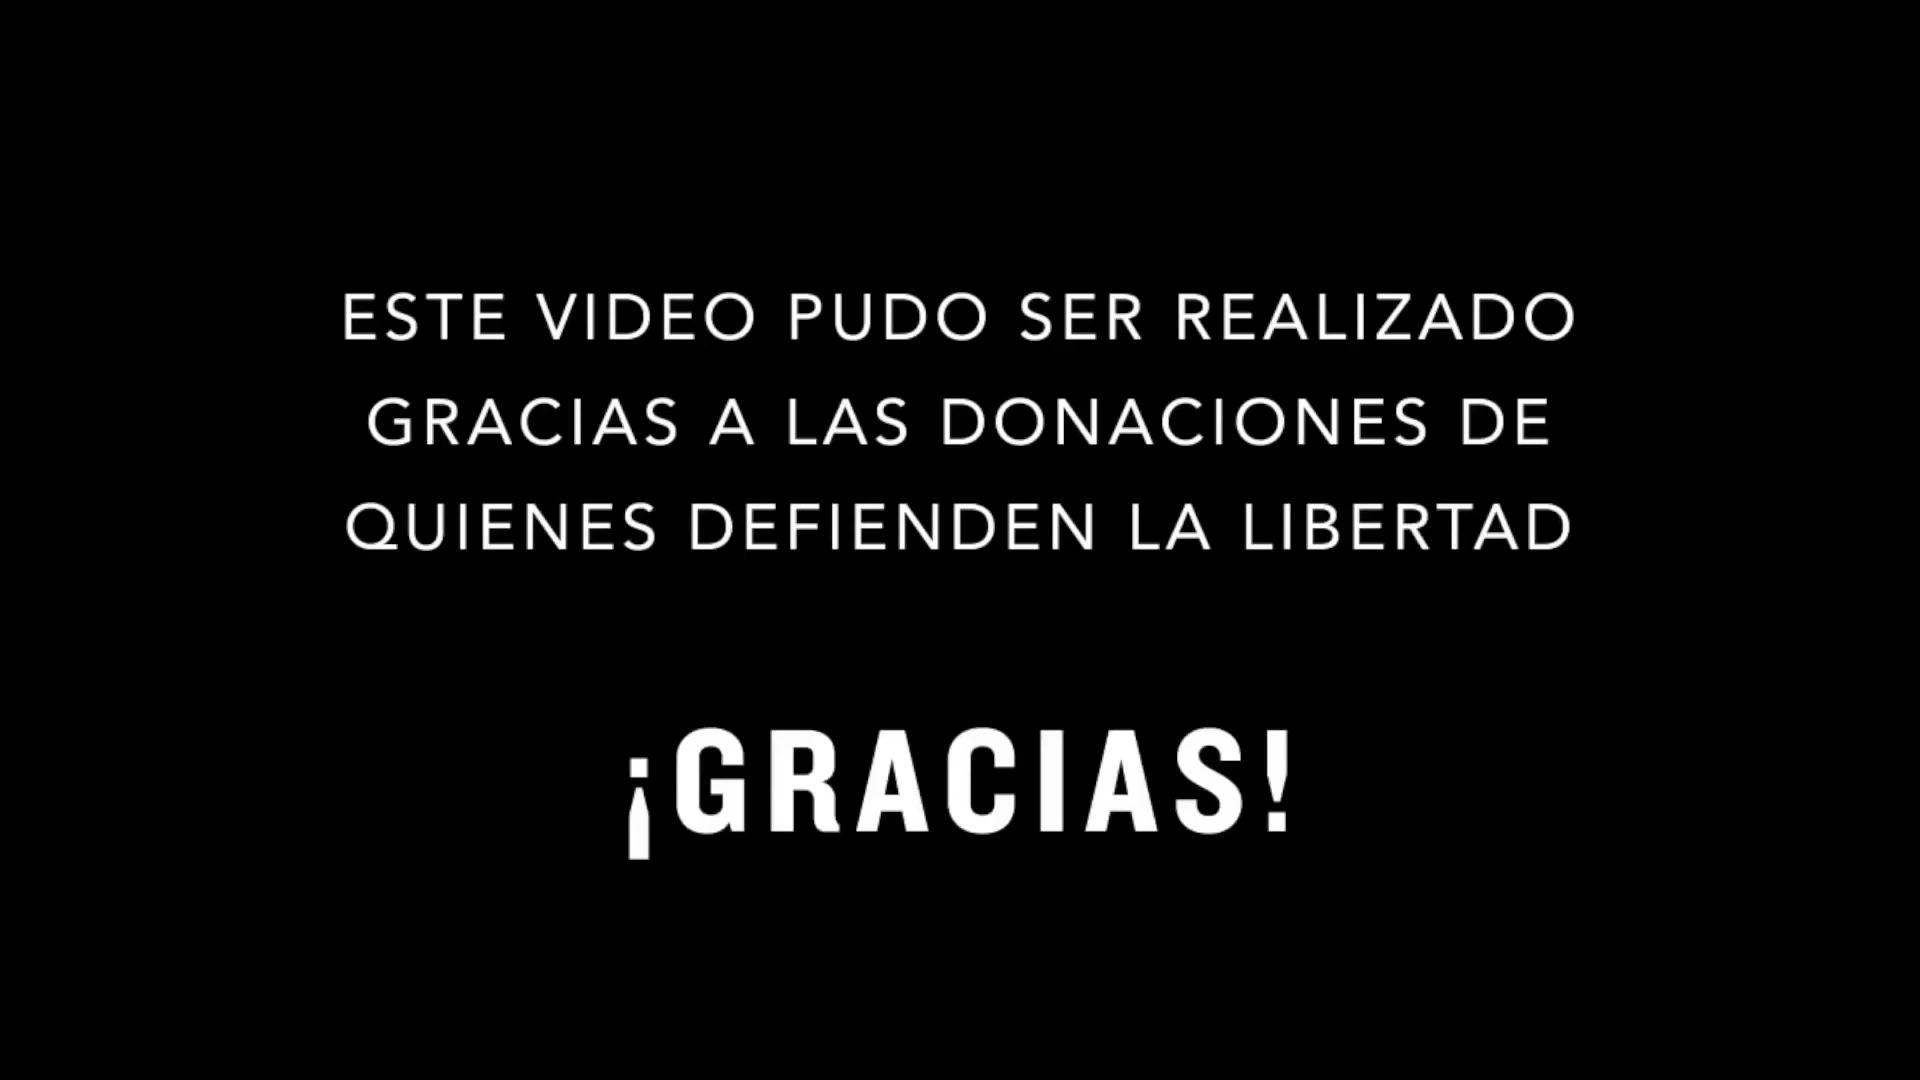 ESTE VIDEO PUDO SER REALIZADO
GRACIAS A LAS DONACIONES DE
QUIENES DEFIENDEN LA LIBERTAD
¡GRACIAS!